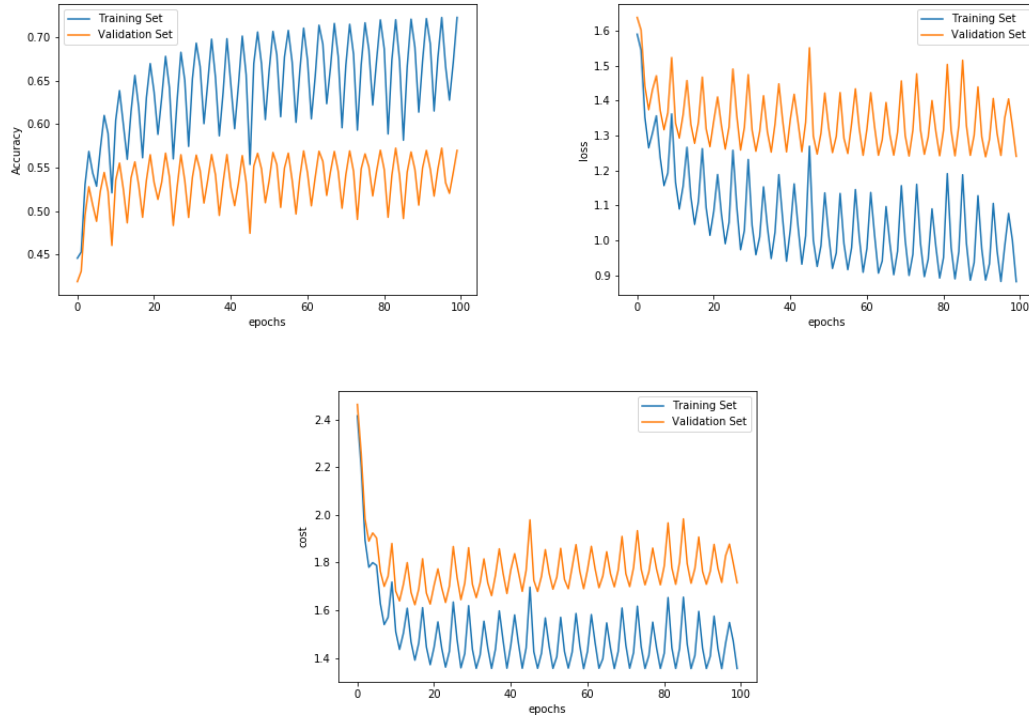 Training Set
Validation Set
0.70
0.65
0.60
0.55
0.50
0.45
Accuracy
0 20 40 60 80 100
epochs
Training Set
Validation Set
1.6
1.5
1.4
1.3
1.2
1.1
1.0
0.9
loss
0 20 40 60 80 100
epochs
Training Set
Validation Set
2.4
2.2
2.0
1.8
1.6
1.4
cost
0 20 40 60 80 100
epochs